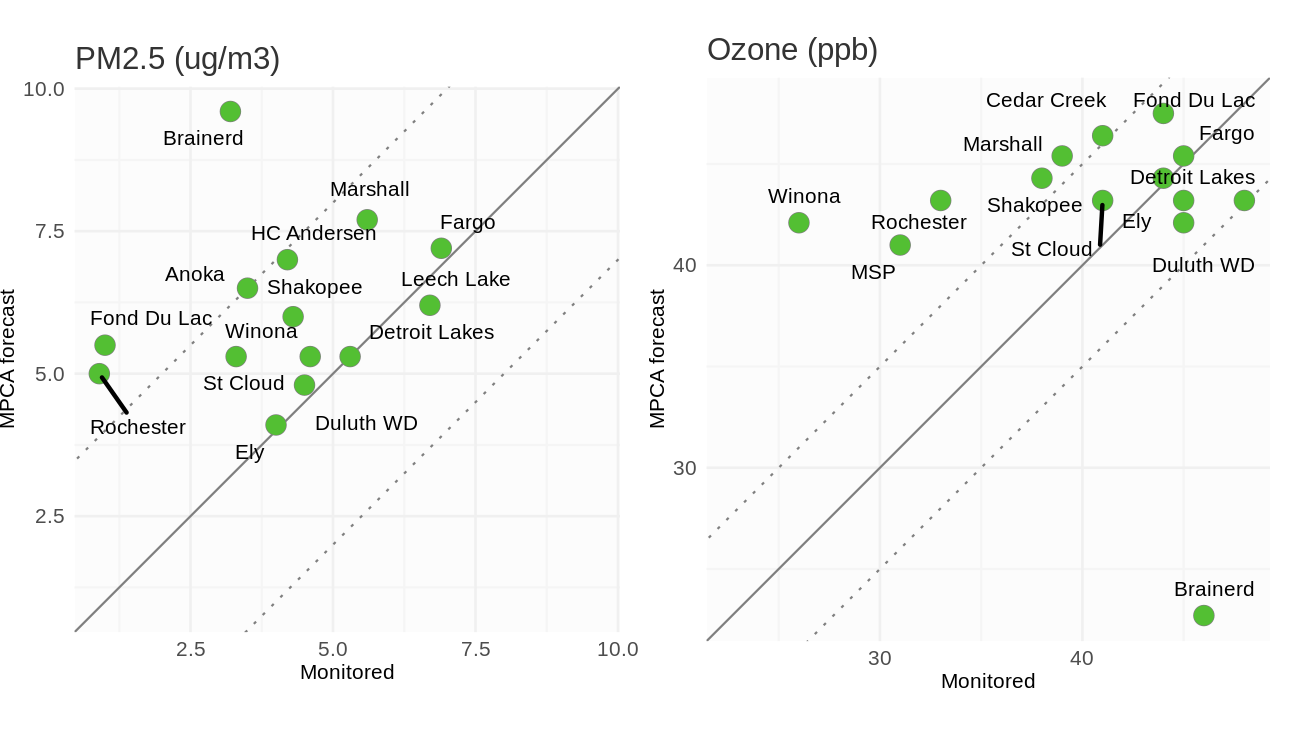 PM2.5 (ug/m3)
10.0
Brainerd
Marshall
7.5
HC Andersen
Fargo
Anoka
Shakopee
Leech Lake
Fond Du Lac
Winona
Detroit Lakes
5.0
St Cloud
Rochester
Duluth WD
Ely
2.5
MPCA forecast
2.5
5.0
7.5
10.0
Monitored
Ozone (ppb)
Cedar Creek
Fond Du Lac
Fargo
Marshall
Detroit Lakes
Winona
Shakopee
Rochester
Ely
St Cloud
40
MSP
Duluth WD
30
Brainerd
MPCA forecast
30
40
Monitored